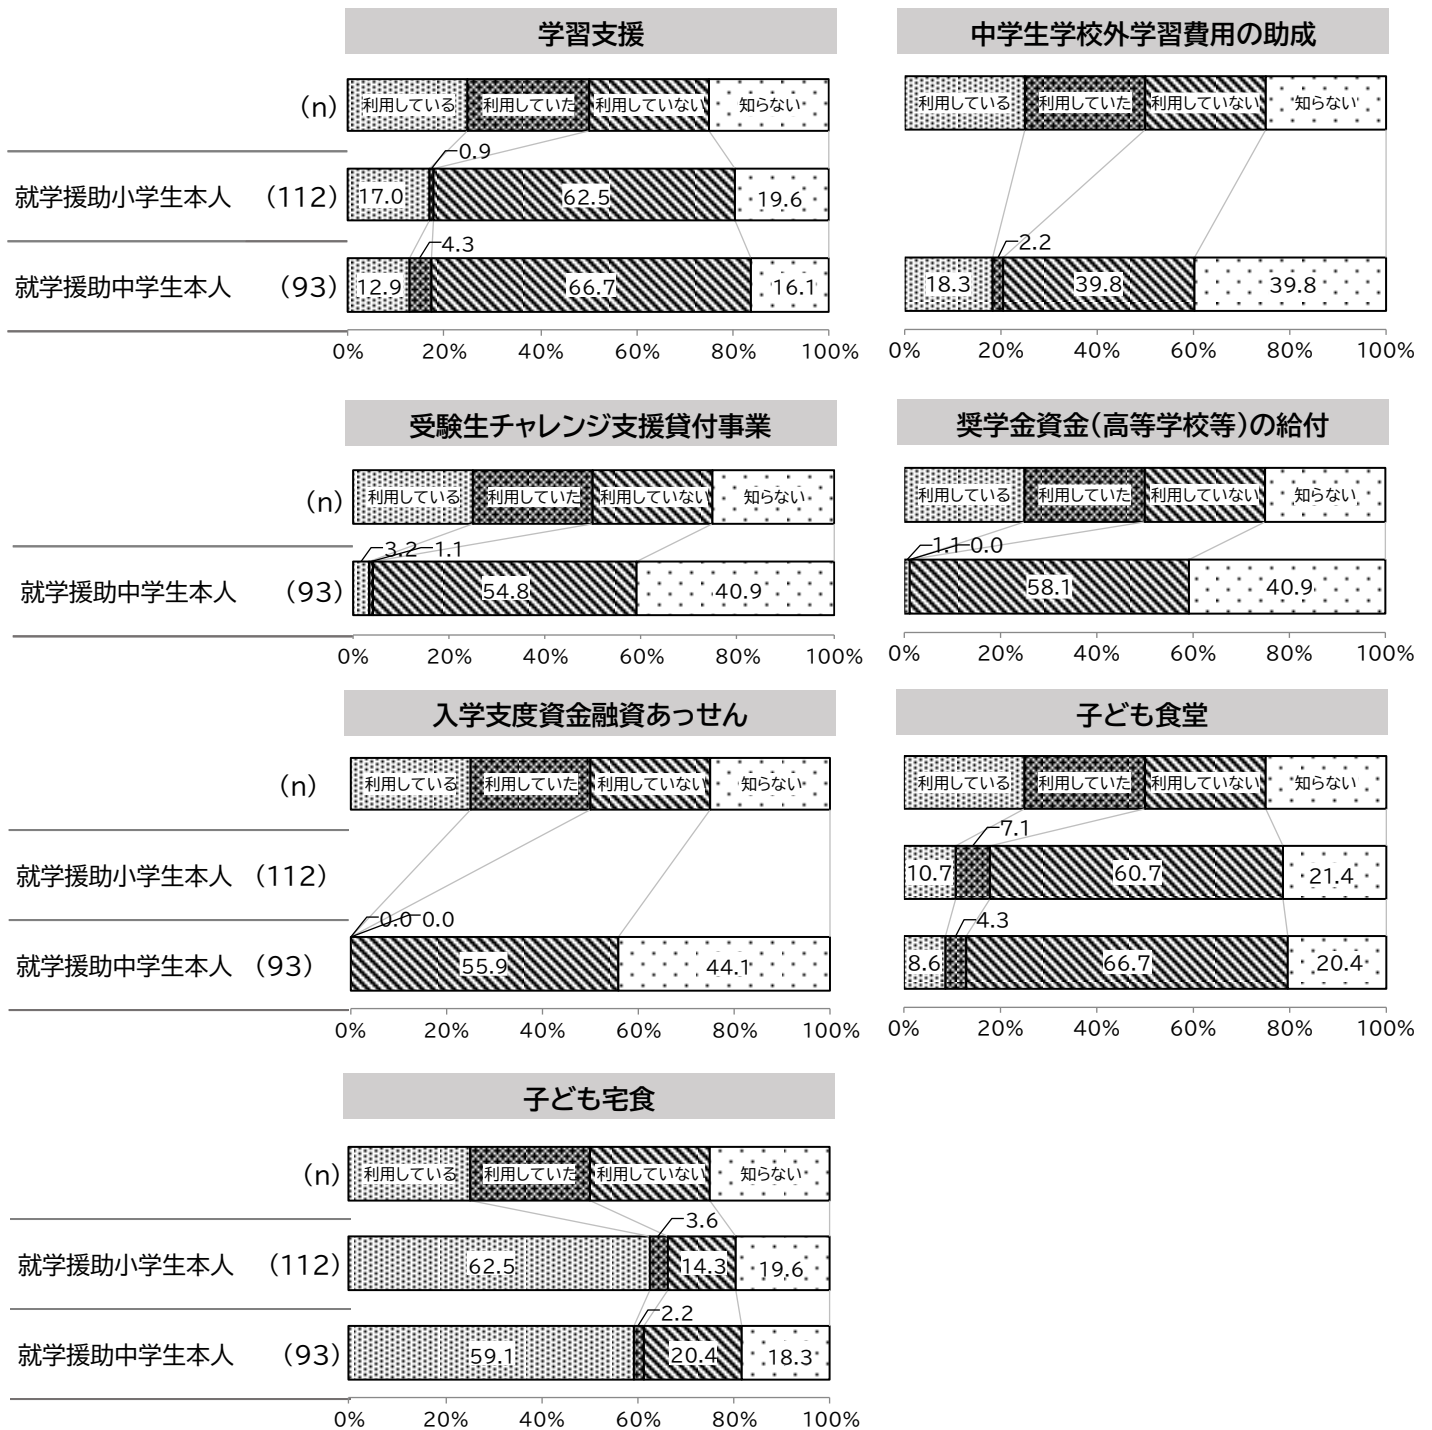 学習支援
(n) 利用している 利用していた 利用していない 知らない
0.9
就学援助小学生本人 (112) 17.0 62.5 19.6
4.3
就学援助中学生本人 (93) 12.9 66.7 16.1
0% 20% 40% 60% 80% 100%
中学生学校外学習費用の助成
利用している 利用していた 利用していない 知らない
2.2
18.3 39.8 39.8
0% 20% 40% 60% 80% 100%
受験生チャレンジ支援貸付事業
(n) 利用している 利用していた 利用していない 知らない
3.2 1.1
就学援助中学生本人 (93) 54.8 40.9
0% 20% 40% 60% 80% 100%
奨学金資金(高等学校等)の給付
利用している 利用していた 利用していない 知らない
1.1 0.0
58.1 40.9
0% 20% 40% 60% 80% 100%
入学支度資金融資あっせん
(n) 利用している 利用していた 利用していない 知らない
就学援助小学生本人 (112)
0.0 0.0
就学援助中学生本人 (93) 55.9 44.1
0% 20% 40% 60% 80% 100%
子ども食堂
利用している 利用していた 利用していない 知らない
7.1
10.7 60.7 21.4
4.3
8.6 66.7 20.4
0% 20% 40% 60% 80% 100%
子ども宅食
(n) 利用している 利用していた 利用していない 知らない
3.6
就学援助小学生本人 (112) 62.5 14.3 19.6
2.2
就学援助中学生本人 (93) 59.1 20.4 18.3
0% 20% 40% 60% 80% 100%